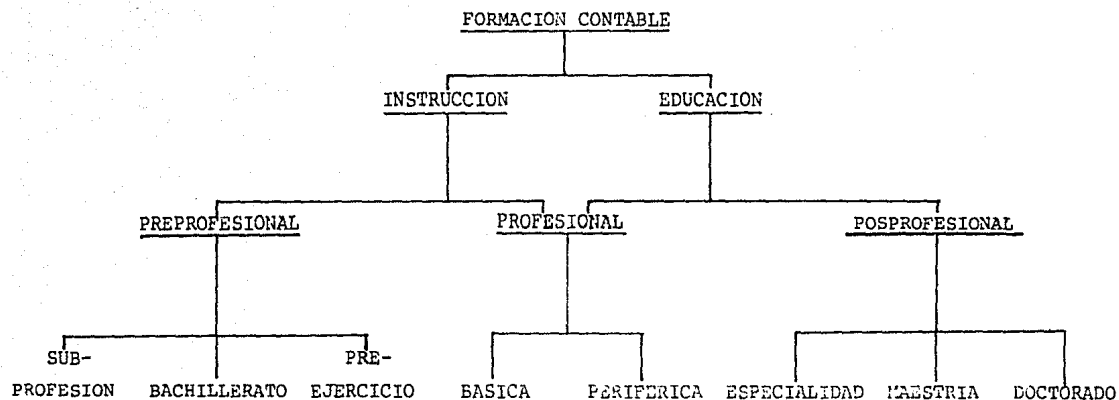 FORMACION CONTABLE
INSTRUCCION EDUCACION
PREPROFESIONAL PROFESIONAL POSPROFESIONAL
SUB- PRE-
PROFESION BACHILLERATO EJERCICIO BASICA PERIFERICA ESPECIALIDAD MAESTRIA DOCTORADO